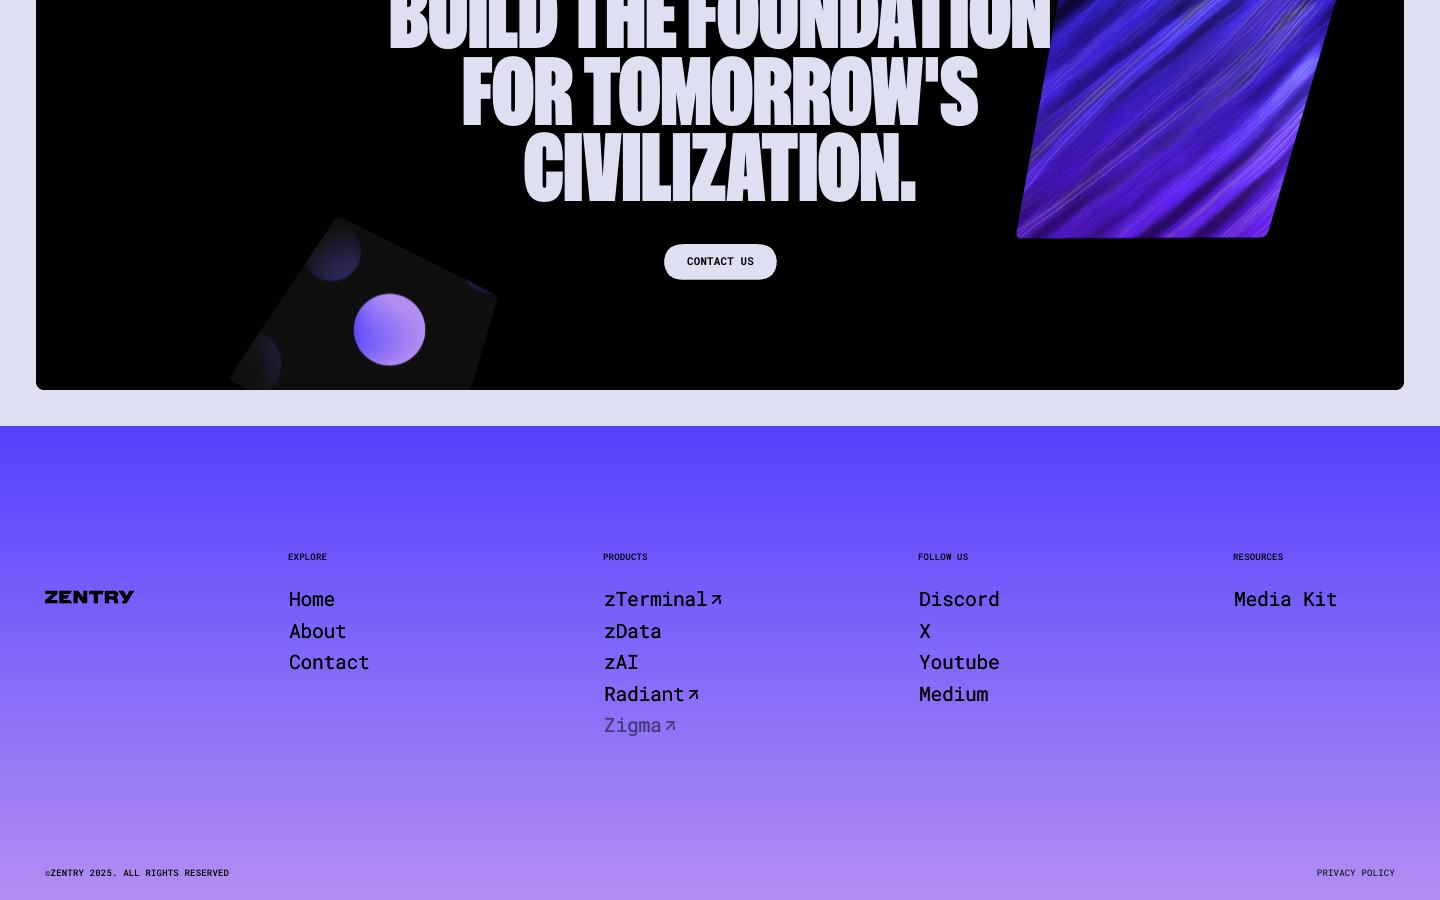 BUILD THE FOUNDATION
FOR TOMORROW'S
CIVILIZATION.
CONTACT US
ZENTRY
EXPLORE
Home
About
Contact
PRODUCTS
zTerminal
zData
zAI
Radiant
Zigma
FOLLOW US
Discord
X
Youtube
Medium
RESOURCES
Media Kit
©ZENTRY 2025. ALL RIGHTS RESERVED
PRIVACY POLICY